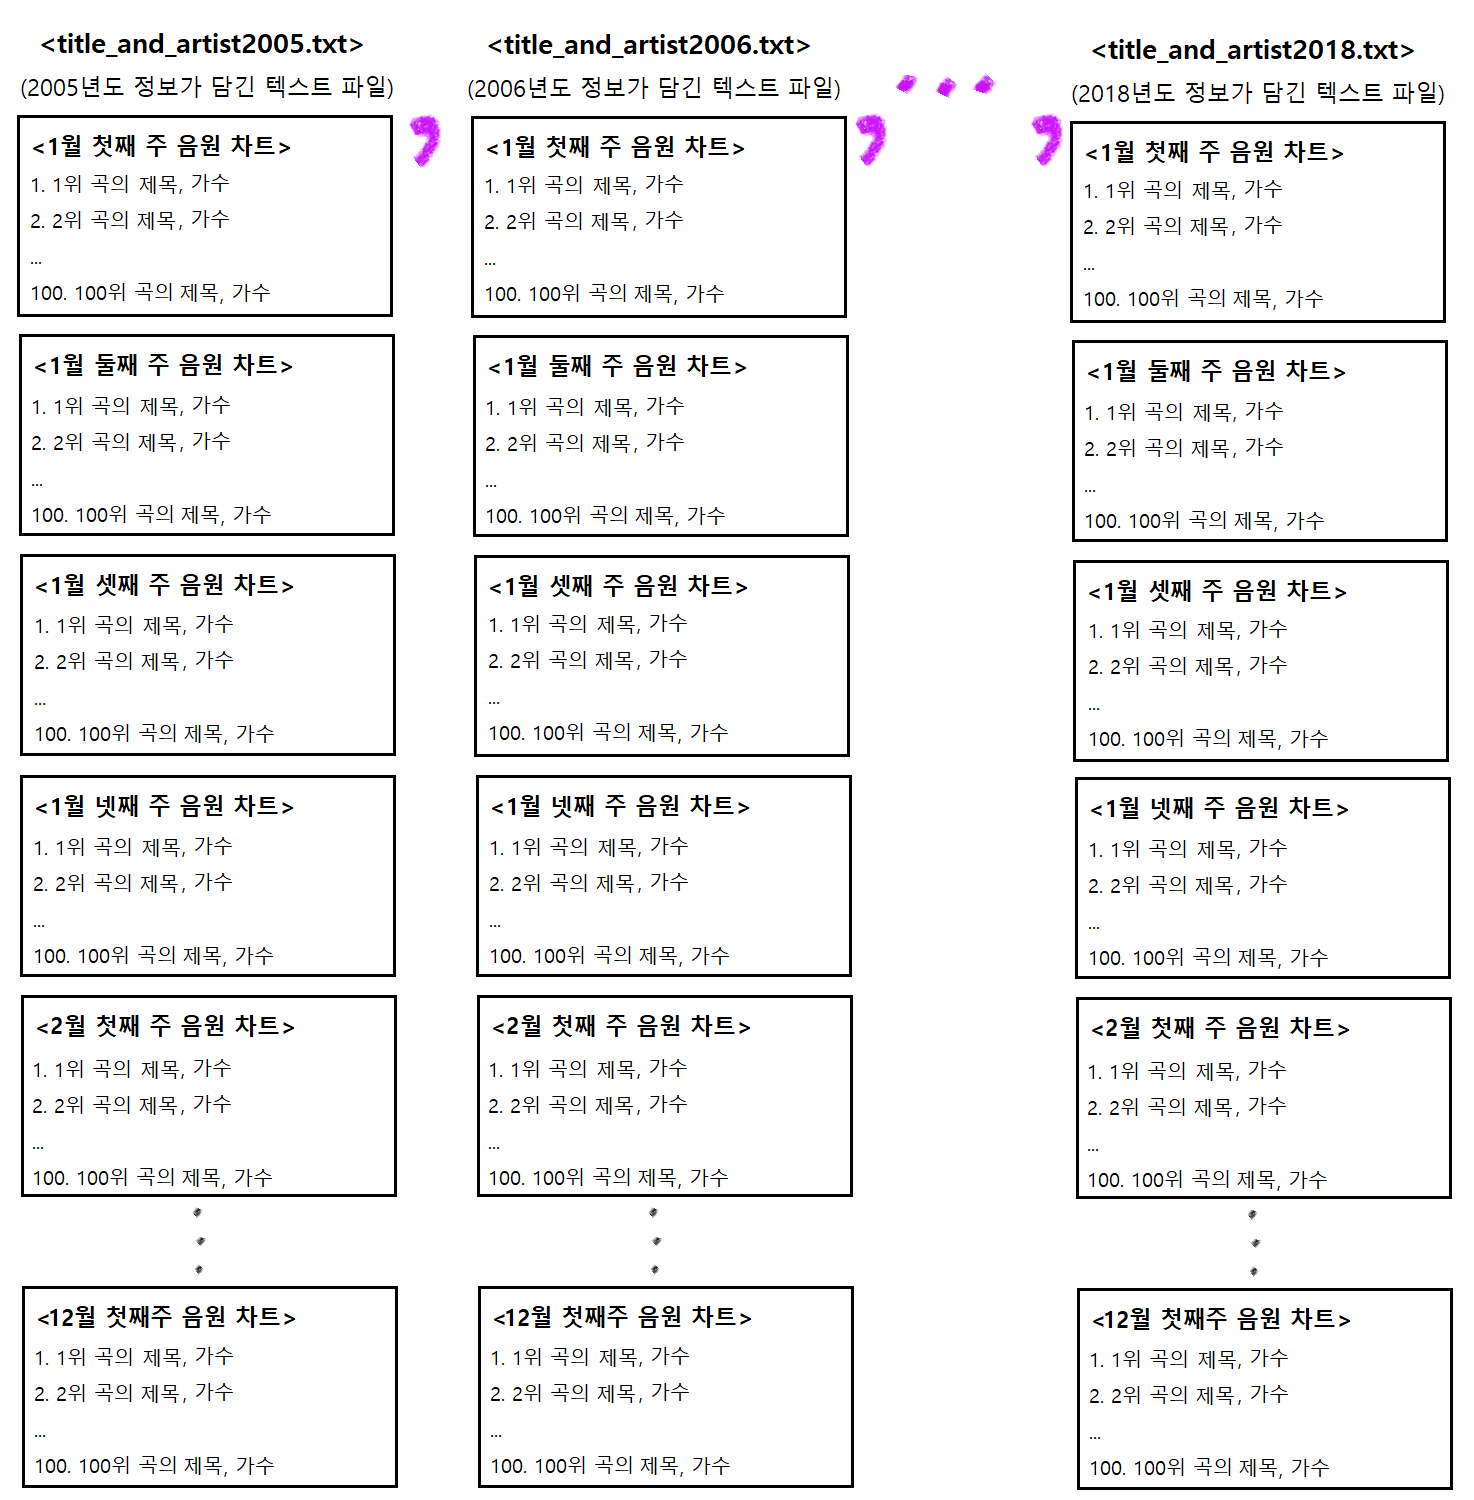 <title_and_artist2005.txt>
(2005년도 정보가 담긴 텍스트 파일)
<1월 첫째 주 음원 차트>
1. 1위 곡의 제목, 가수
2. 2위 곡의 제목, 가수
...
100. 100위 곡의 제목, 가수
<1월 둘째 주 음원 차트>
1. 1위 곡의 제목, 가수
2. 2위 곡의 제목, 가수
...
100. 100위 곡의 제목, 가수
<1월 셋째 주 음원 차트>
1. 1위 곡의 제목, 가수
2. 2위 곡의 제목, 가수
...
100. 100위 곡의 제목, 가수
<1월 넷째 주 음원 차트>
1. 1위 곡의 제목, 가수
2. 2위 곡의 제목, 가수
...
100. 100위 곡의 제목, 가수
<2월 첫째 주 음원 차트>
1. 1위 곡의 제목, 가수
2. 2위 곡의 제목, 가수
...
100. 100위 곡의 제목, 가수
<12월 첫째주 음원 차트>
1. 1위 곡의 제목, 가수
2. 2위 곡의 제목, 가수
...
100. 100위 곡의 제목, 가수
,
<title_and_artist2006.txt>
(2006년도 정보가 담긴 텍스트 파일)
<1월 첫째 주 음원 차트>
1. 1위 곡의 제목, 가수
2. 2위 곡의 제목, 가수
...
100. 100위 곡의 제목, 가수
<1월 둘째 주 음원 차트>
1. 1위 곡의 제목, 가수
2. 2위 곡의 제목, 가수
...
100. 100위 곡의 제목, 가수
<1월 셋째 주 음원 차트>
1. 1위 곡의 제목, 가수
2. 2위 곡의 제목, 가수
...
100. 100위 곡의 제목, 가수
<1월 넷째 주 음원 차트>
1. 1위 곡의 제목, 가수
2. 2위 곡의 제목, 가수
...
100. 100위 곡의 제목, 가수
<2월 첫째 주 음원 차트>
1. 1위 곡의 제목, 가수
2. 2위 곡의 제목, 가수
...
100. 100위 곡의 제목, 가수
<12월 첫째주 음원 차트>
1. 1위 곡의 제목, 가수
2. 2위 곡의 제목, 가수
...
100. 100위 곡의 제목, 가수
, ... ,
<title_and_artist2018.txt>
(2018년도 정보가 담긴 텍스트 파일)
<1월 첫째 주 음원 차트>
1. 1위 곡의 제목, 가수
2. 2위 곡의 제목, 가수
...
100. 100위 곡의 제목, 가수
<1월 둘째 주 음원 차트>
1. 1위 곡의 제목, 가수
2. 2위 곡의 제목, 가수
...
100. 100위 곡의 제목, 가수
<1월 셋째 주 음원 차트>
1. 1위 곡의 제목, 가수
2. 2위 곡의 제목, 가수
...
100. 100위 곡의 제목, 가수
<1월 넷째 주 음원 차트>
1. 1위 곡의 제목, 가수
2. 2위 곡의 제목, 가수
...
100. 100위 곡의 제목, 가수
<2월 첫째 주 음원 차트>
1. 1위 곡의 제목, 가수
2. 2위 곡의 제목, 가수
...
100. 100위 곡의 제목, 가수
<12월 첫째주 음원 차트>
1. 1위 곡의 제목, 가수
2. 2위 곡의 제목, 가수
...
100. 100위 곡의 제목, 가수